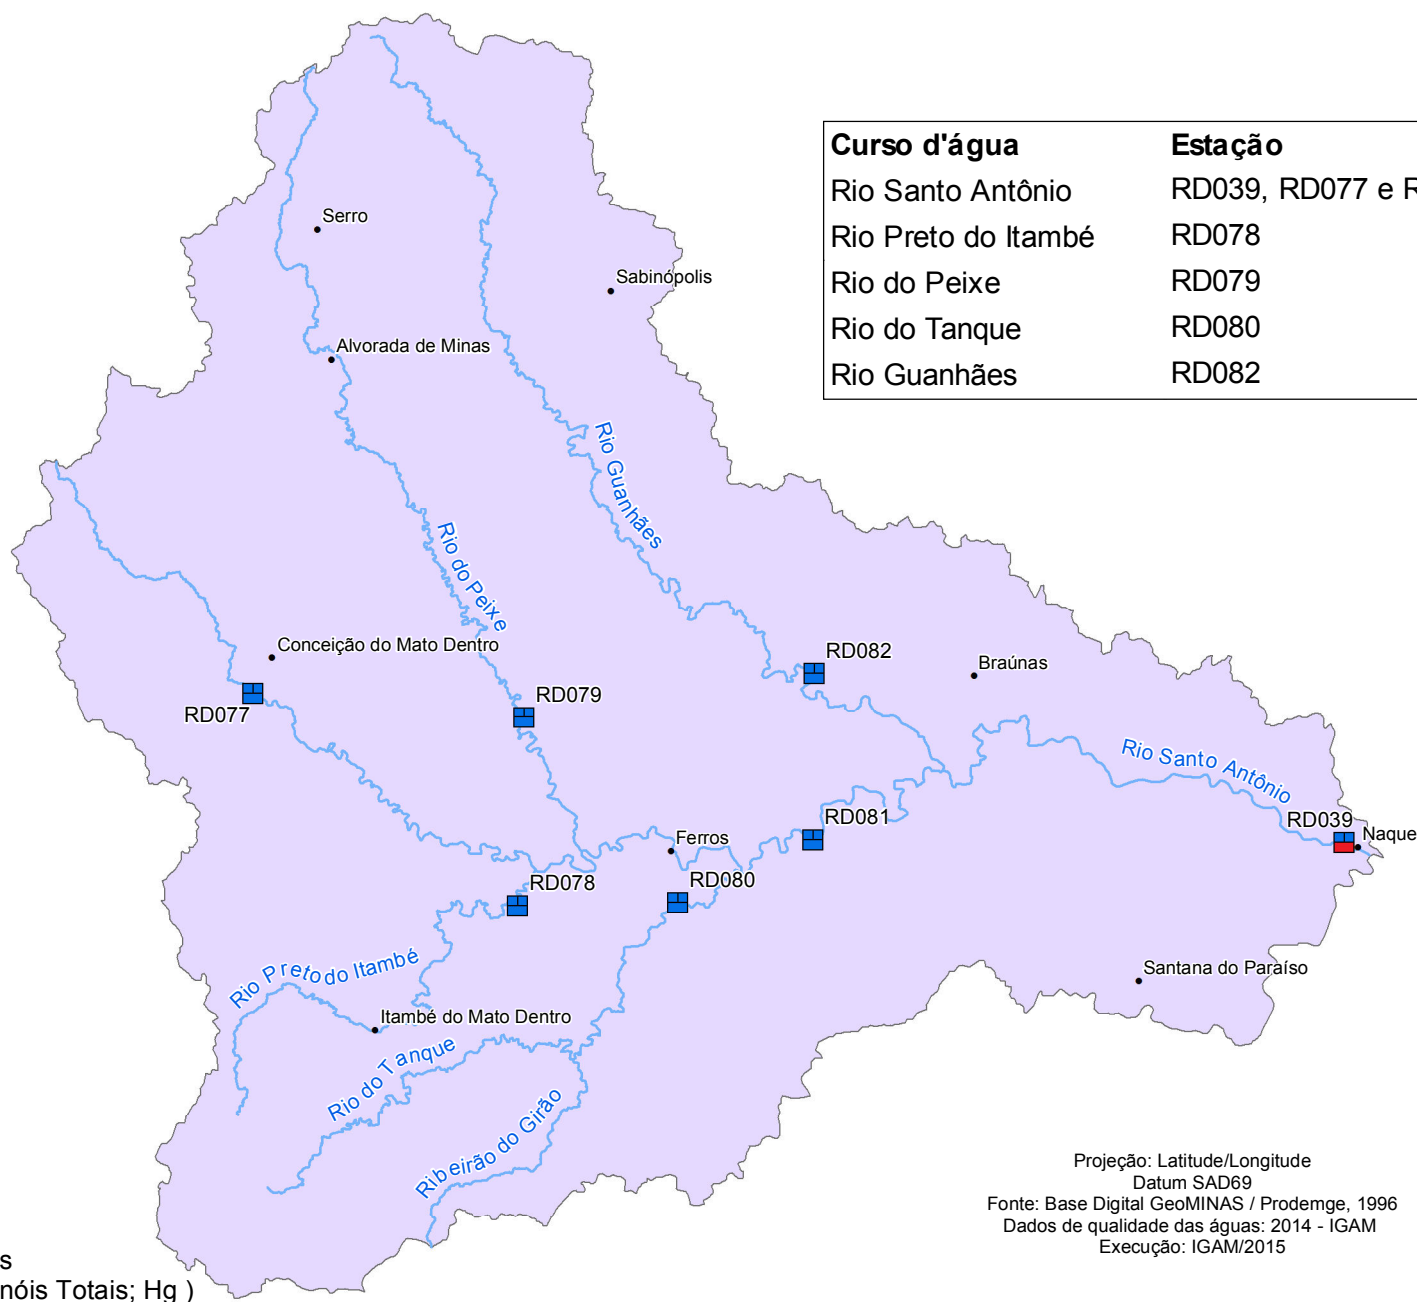 Curso d'água Estação
Rio Santo Antônio RD039, RD077 e R
Rio Preto do Itambé RD078
Rio do Peixe RD079
Rio do Tanque RD080
Rio Guanhães RD082
Serro
Sabinópolis
Alvorada de Minas
Rio Guanhães
Rio do Peixe
Conceição do Mato Dentro
RD082
Braúnas
RD077
RD079
Rio Santo Antônio
RD081
RD039
Naque
Ferros
RD078
RD080
Rio Preto do Itambé
Santana do Paraíso
Itambé do Mato Dentro
Rio do Tanque
Ribeirão do Girão
Projeção: Latitude/Longitude
Datum SAD69
Fonte: Base Digital GeoMINAS / Prodemge, 1996
Dados de qualidade das águas: 2014 - IGAM
Execução: IGAM/2015
s
nóis Totais; Hg )